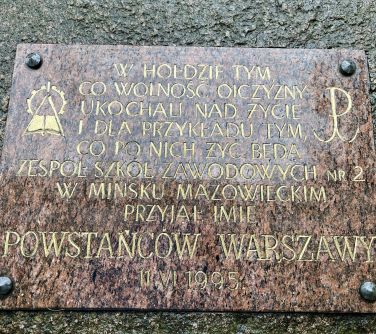 W HOŁDZIE TYM
CO WOLNOŚĆ OJCZYZNY
UKOCHALI NAD ŻYCIE
I DLA PRZYKŁADU TYM,
CO PO NICH ŻYĆ BĘDĄ
ZESPÓŁ SZKÓŁ ZAWODOWYCH NR 2
W MIŃSKU MAZOWIECKIM
PRZYJĄŁ IMIĘ
POWSTAŃCÓW WARSZAWY
11 VI 1995